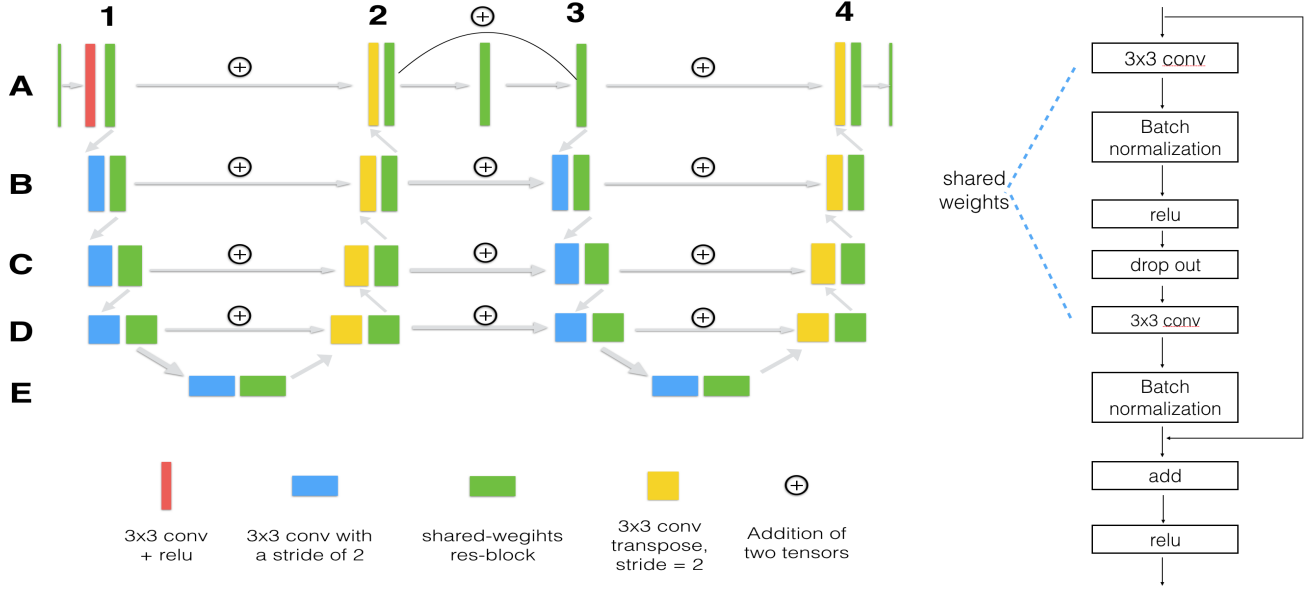 1
2
3
4
A
B
C
D
E
3x3 conv
+ relu
3x3 conv with
a stride of 2
shared-wegihts
res-block
3x3 conv
transpose,
stride = 2
Addition of
two tensors
shared
weights
3x3 conv
Batch
normalization
relu
drop out
3x3 conv
Batch
normalization
add
relu